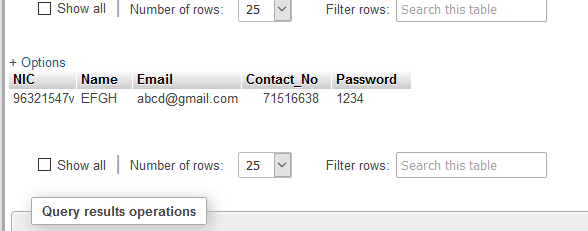 Show all Number of rows: 25 Filter rows: Search this table
+ Options
NIC Name Email Contact_No Password
96321547v EFGH abcd@gmail.com 71516638 1234
Show all Number of rows: 25 Filter rows: Search this table
Query results operations